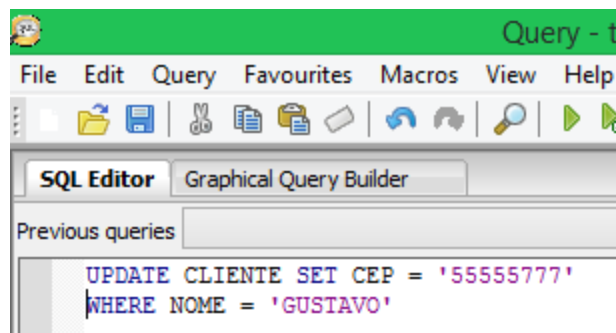 Query - t
File Edit Query Favourites Macros View Help
SQL Editor Graphical Query Builder
Previous queries
UPDATE CLIENTE SET CEP = '55555777'
WHERE NOME = 'GUSTAVO'